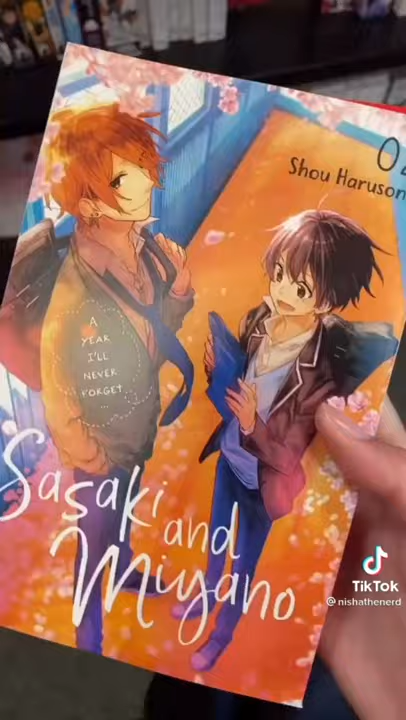 Shou Haruson
A
YEAR
I'LL
NEVER
FORGET
...
Sasaki
and
Miyano
TikTok
@nishathenerd